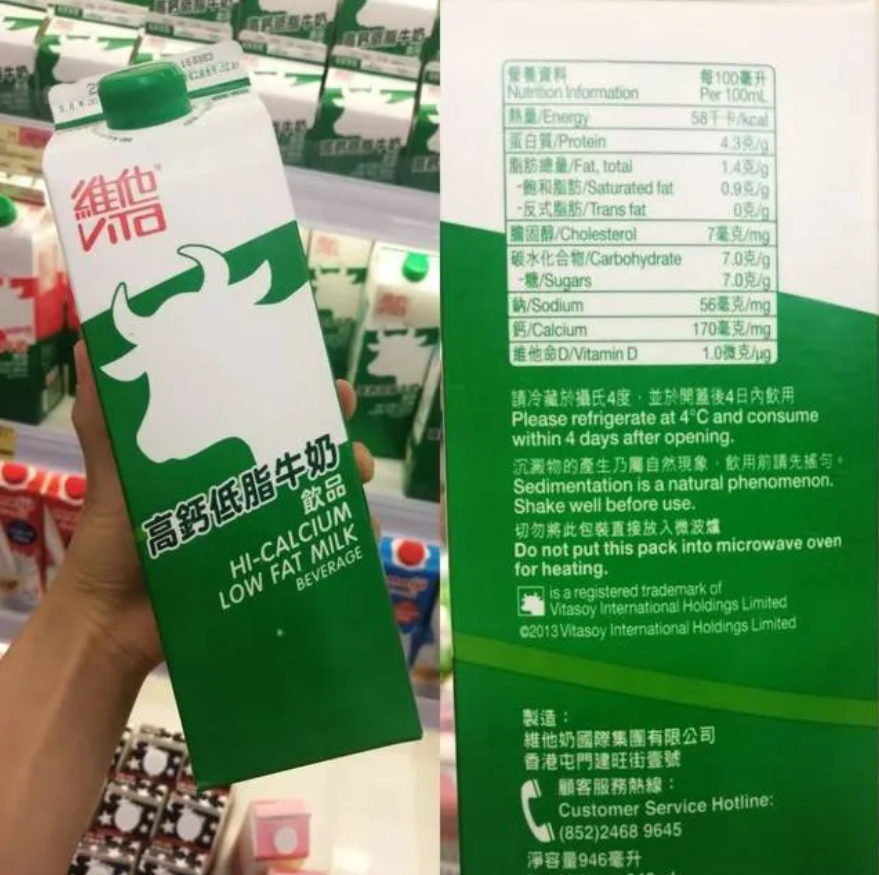 維他
VITA
高鈣低脂牛奶
飲品
HI-CALCIUM
LOW FAT MILK
BEVERAGE
營養資料 每100毫升
Nutrition Information Per 100mL
熱量/Energy 58千卡/kcal
蛋白質/Protein 4.3克/g
脂肪總量/Fat, total 1.4克/g
-飽和脂肪/Saturated fat 0.9克/g
-反式脂肪/Trans fat 0克/g
膽固醇/Cholesterol 7毫克/mg
碳水化合物/Carbohydrate 7.0克/g
-糖/Sugars 7.0克/g
鈉/Sodium 56毫克/mg
鈣/Calcium 170毫克/mg
維他命D/Vitamin D 1.0微克/µg
請冷藏於攝氏4度，並於開蓋後4日內飲用
Please refrigerate at 4°C and consume
within 4 days after opening.
沉澱物的產生乃屬自然現象，飲用前請先搖勻。
Sedimentation is a natural phenomenon.
Shake well before use.
切勿將此包裝直接放入微波爐
Do not put this pack into microwave oven
for heating.
is a registered trademark of
Vitasoy International Holdings Limited
©2013 Vitasoy International Holdings Limited
製造：
維他奶國際集團有限公司
香港屯門建旺街壹號
顧客服務熱線：
Customer Service Hotline:
(852)2468 9645
淨容量946毫升